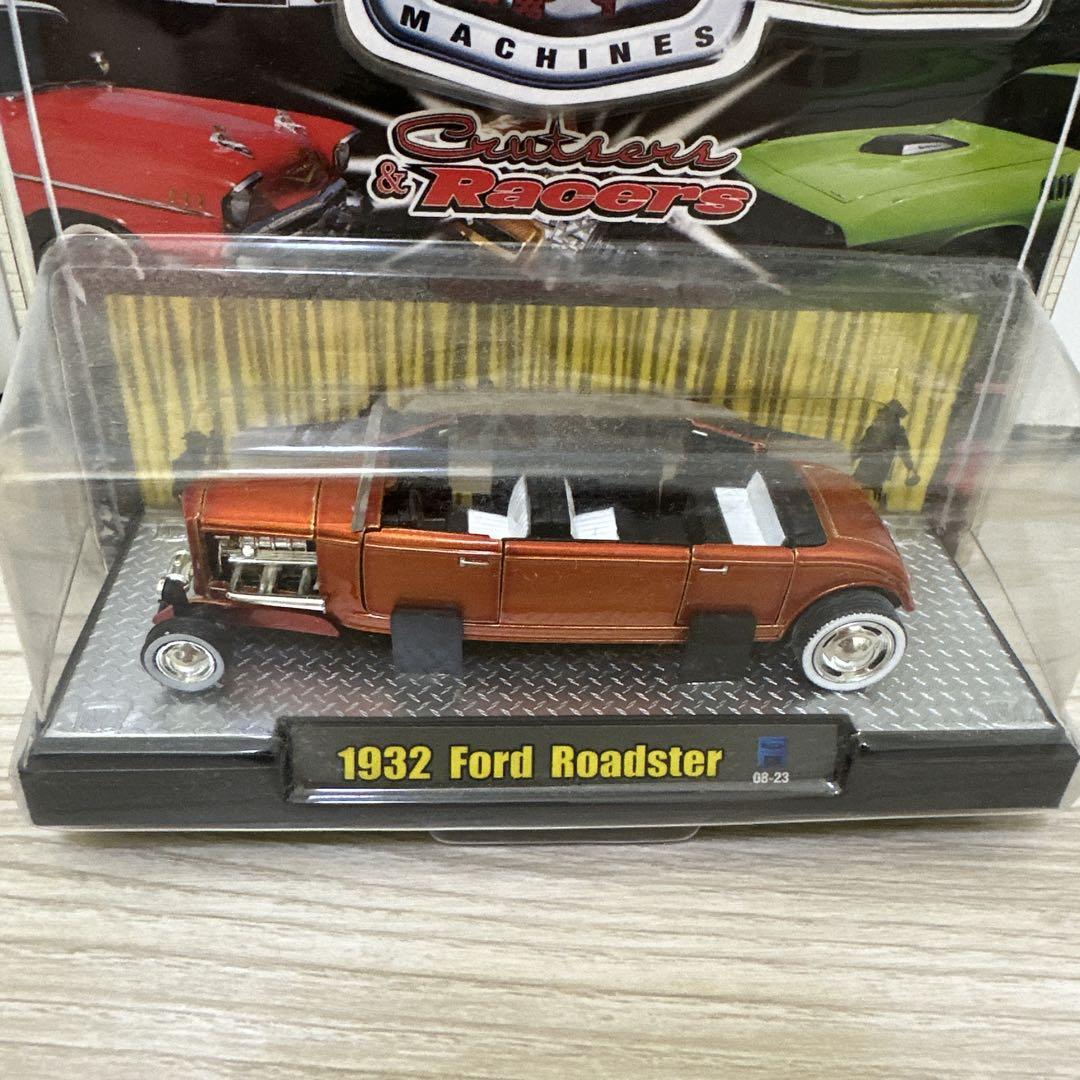 MACHINES
Cruisers
& Racers
1932 Ford Roadster
08-23